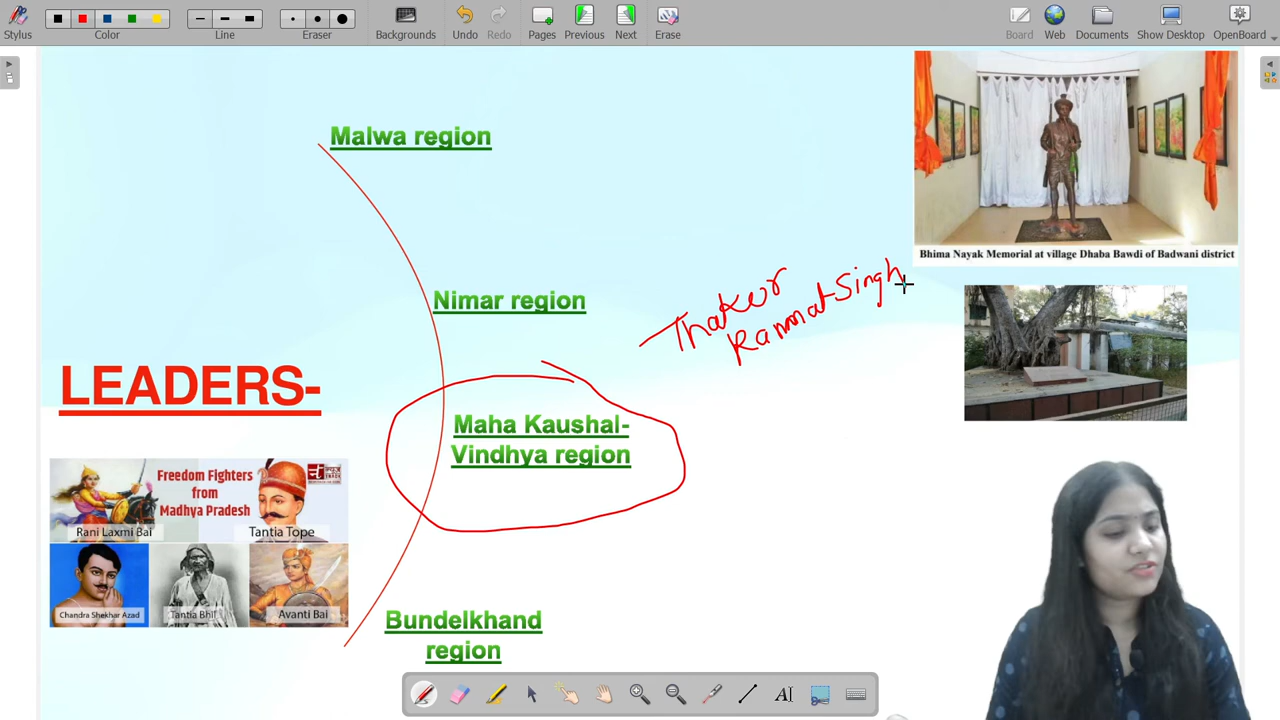 Stylus
Color
Line
Eraser
Backgrounds
Undo
Redo
Pages
Previous
Next
Erase
Board
Web
Documents
Show Desktop
OpenBoard
Malwa region
Nimar region
Maha Kaushal-
Vindhya region
Bundelkhand
region
LEADERS-
Thakur
Ranmat Singh
Bhima Nayak Memorial at village Dhaba Bawdi of Badwani district
Freedom Fighters
from
Madhya Pradesh
Rani Laxmi Bai
Tantia Tope
Chandra Shekhar Azad
Tantia Bhil
Avanti Bai